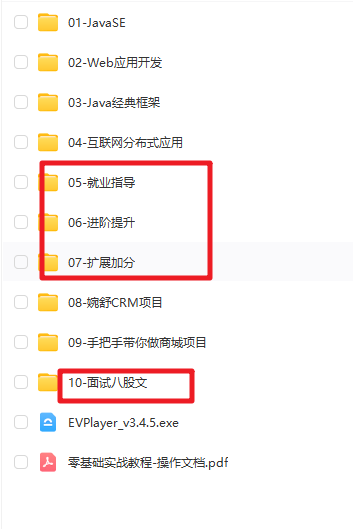 01-JavaSE
02-Web应用开发
03-Java经典框架
04-互联网分布式应用
05-就业指导
06-进阶提升
07-扩展加分
08-婉舒CRM项目
09-手把手带你做商城项目
10-面试八股文
EVPlayer_v3.4.5.exe
零基础实战教程-操作文档.pdf